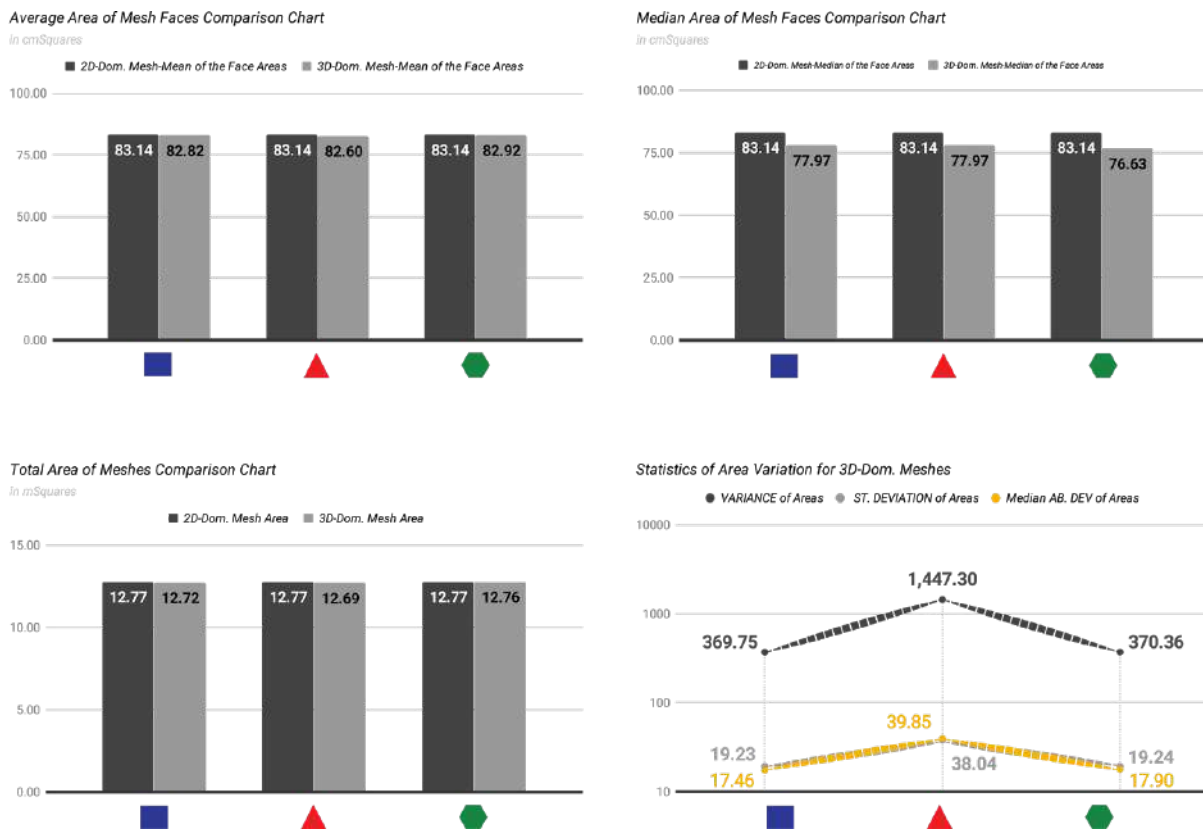 Average Area of Mesh Faces Comparison Chart
in cmSquares
2D-Dom. Mesh-Mean of the Face Areas 3D-Dom. Mesh-Mean of the Face Areas
100.00
75.00
50.00
25.00
0.00
83.14 82.82 83.14 82.60 83.14 82.92
Median Area of Mesh Faces Comparison Chart
in cmSquares
2D-Dom. Mesh-Median of the Face Areas 3D-Dom. Mesh-Median of the Face Areas
100.00
75.00
50.00
25.00
0.00
83.14 77.97 83.14 77.97 83.14 76.63
Total Area of Meshes Comparison Chart
in mSquares
2D-Dom. Mesh Area 3D-Dom. Mesh Area
15.00
10.00
5.00
0.00
12.77 12.72 12.77 12.69 12.77 12.76
Statistics of Area Variation for 3D-Dom. Meshes
VARIANCE of Areas ST. DEVIATION of Areas Median AB. DEV of Areas
10000
1000
100
10
1,447.30
369.75 370.36
39.85
19.23 38.04 19.24
17.46 17.90